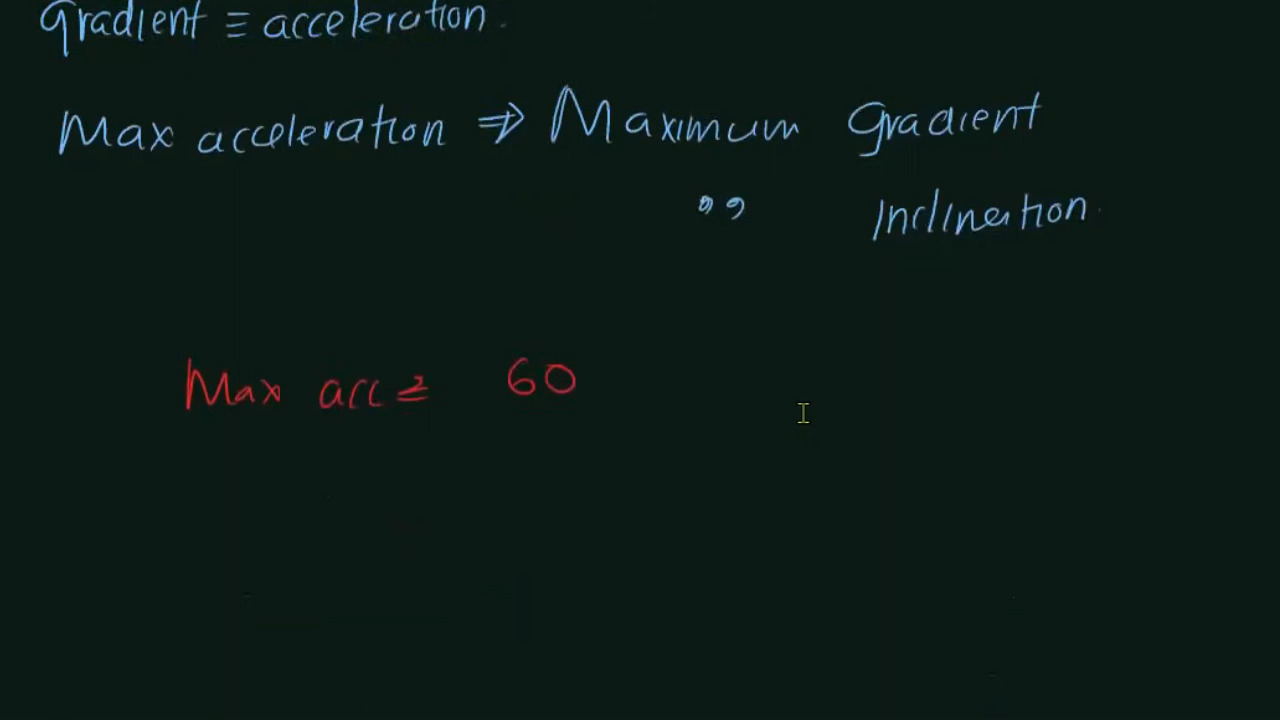 Gradient ≡ acceleration.
Max acceleration ⇒ Maximum Gradient
,, Inclination.
Max acc = 60